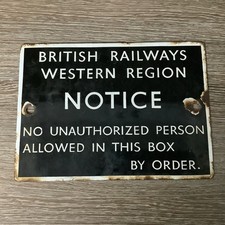 BRITISH RAILWAYS
WESTERN REGION
NOTICE
NO UNAUTHORIZED PERSON
ALLOWED IN THIS BOX
BY ORDER.